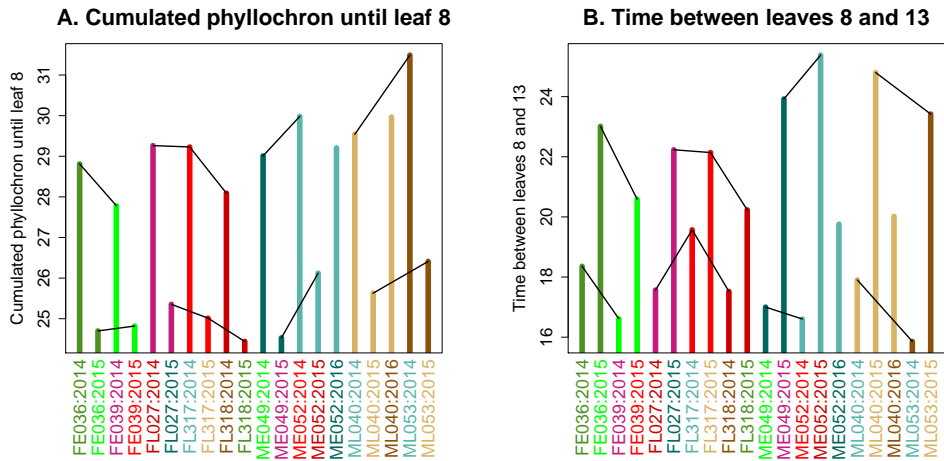 A. Cumulated phyllochron until leaf 8
Cumulated phyllochron until leaf 8
31
30
29
28
27
26
25
FE036:2014
FE036:2015
FE039:2014
FE039:2015
FL027:2014
FL027:2015
FL317:2014
FL317:2015
FL318:2014
FL318:2015
ME049:2014
ME049:2015
ME052:2014
ME052:2015
ME052:2016
ML040:2014
ML040:2015
ML040:2016
ML053:2014
ML053:2015
B. Time between leaves 8 and 13
Time between leaves 8 and 13
24
22
20
18
16
FE036:2014
FE036:2015
FE039:2014
FE039:2015
FL027:2014
FL027:2015
FL317:2014
FL317:2015
FL318:2014
FL318:2015
ME049:2014
ME049:2015
ME052:2014
ME052:2015
ME052:2016
ML040:2014
ML040:2015
ML040:2016
ML053:2014
ML053:2015